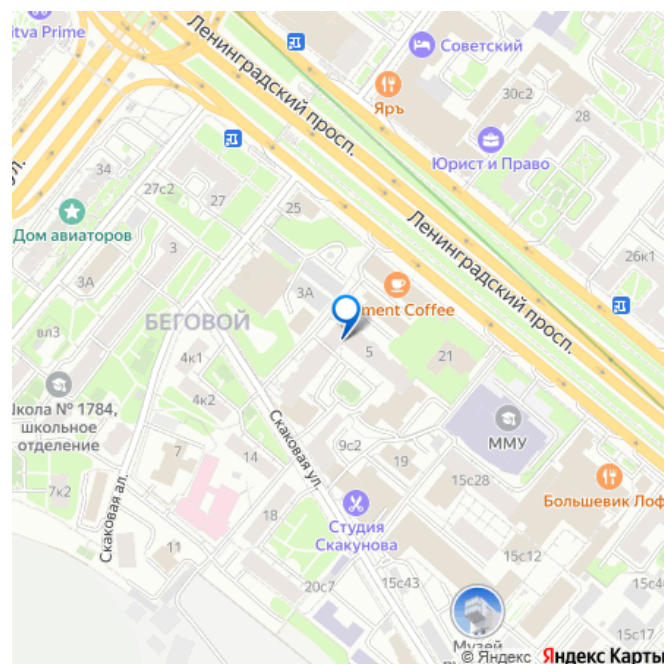 itva Prime
Советский
Яръ
30с2
28
Ленинградский просп.
Юрист и Право
ул.
34
27с2
27
25
Дом авиаторов
3
3А
Ленинградский просп.
26к1
3А
ment Coffee
БЕГОВОЙ
вл3
4к1
5
21
Школа № 1784,
школьное
отделение
4к2
Скаковая ул.
ММУ
7к2
7
14
9с2
19
15с28
Большевик Лоф
Скаковая ал.
18
Студия
Скакунова
11
15с12
20с7
15с43
15с4
15с17
Музей
© Яндекс Яндекс Карты